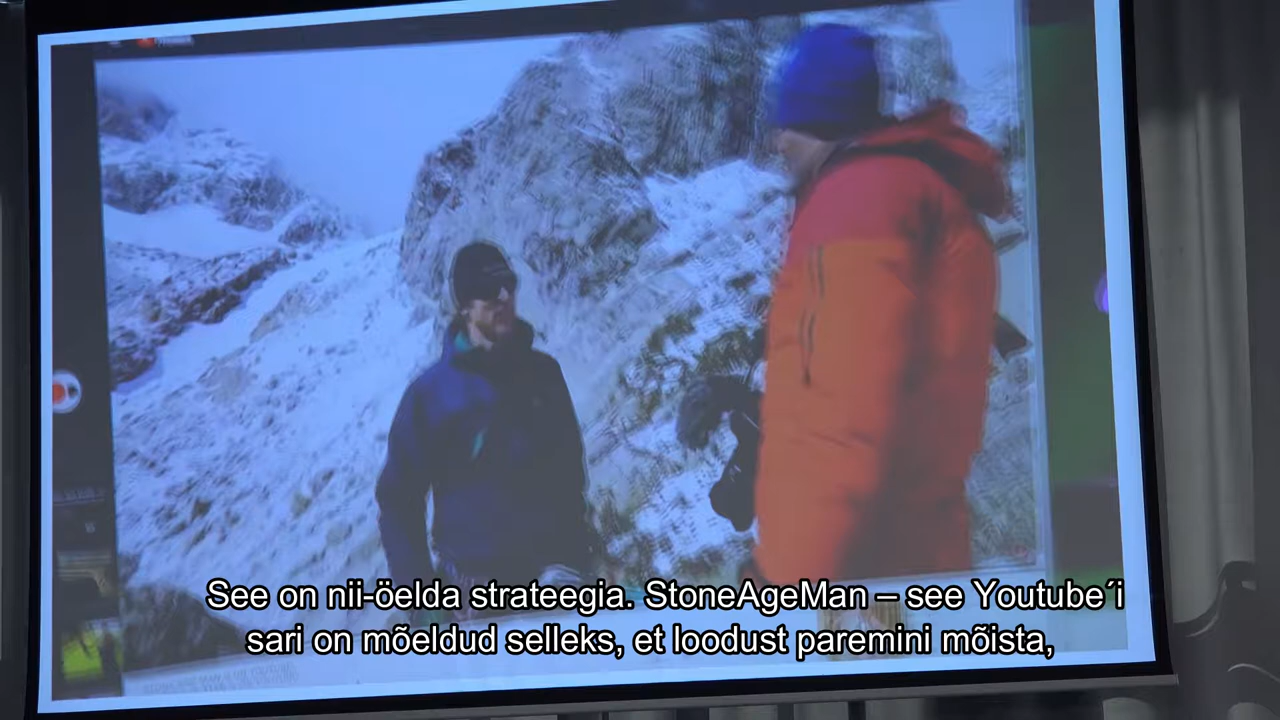 See on nii-öelda strateegia. StoneAgeMan – see Youtube´i
sari on mõeldud selleks, et loodust paremini mõista,